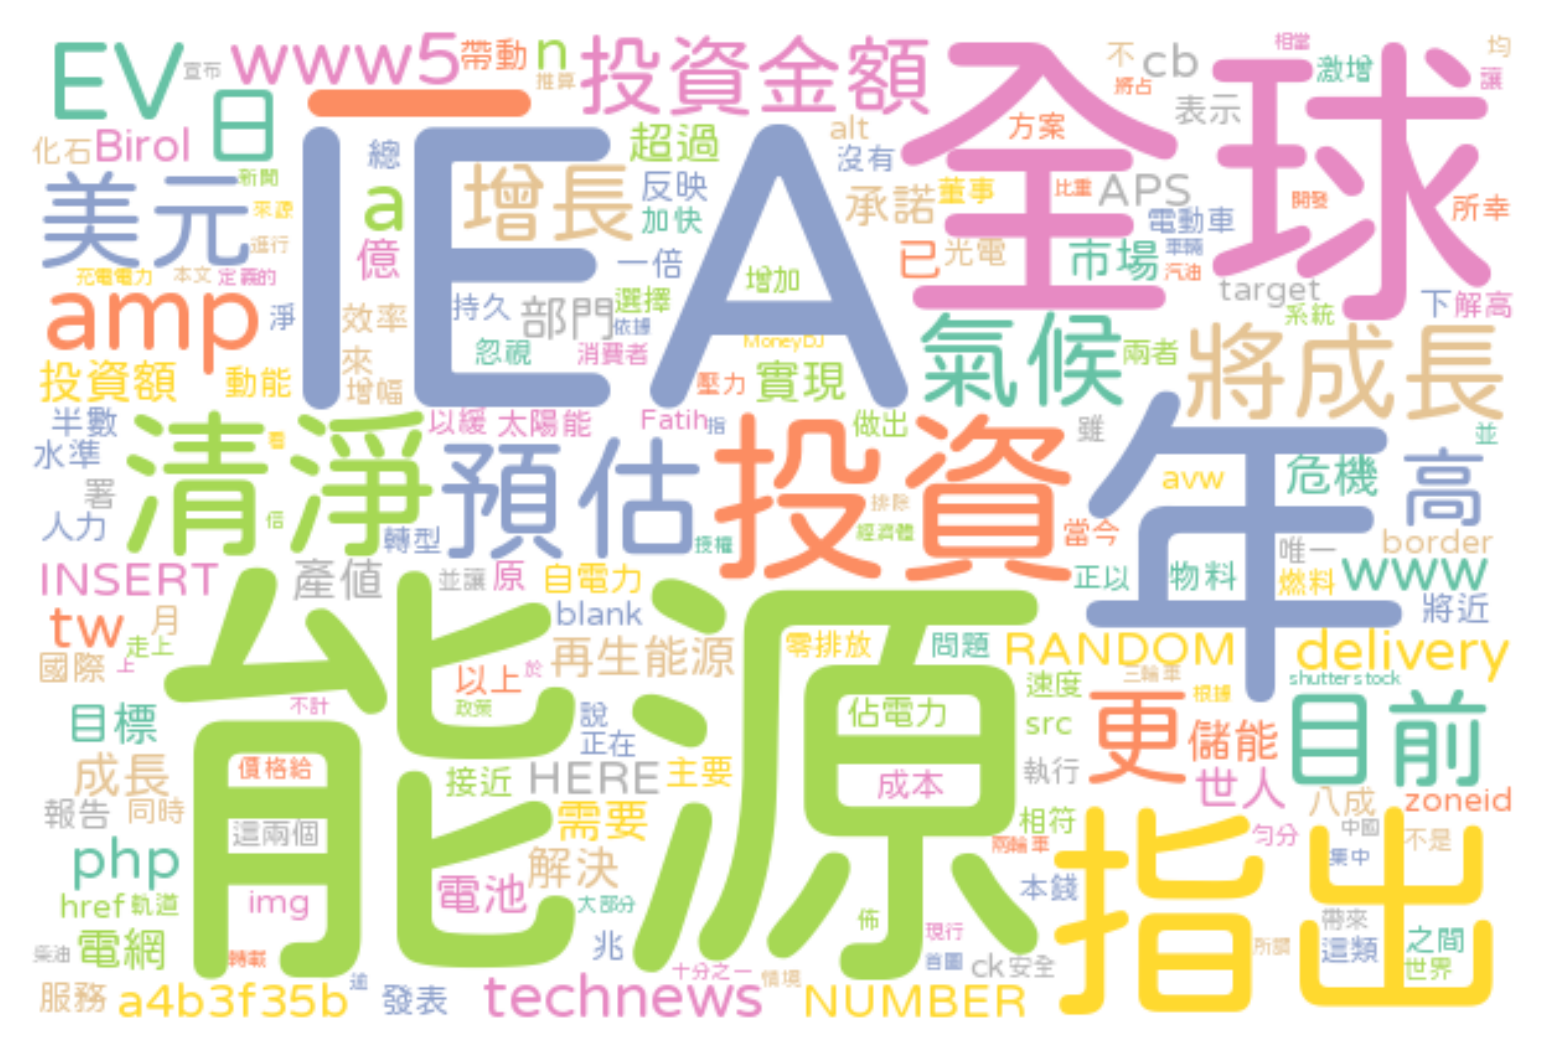 EV
宣布
www5
帶動
n
推算
投資金額
全球
不
cb
將占
相當
激增
均
讓
表示
日
一
IEA
化石
Birol
總
超過
alt
沒有
方案
美元
新聞
來源
進行
a
億
增長
反映
加快
一倍
承諾
董事
比重
APS
電動車
開發
所幸
車輛
已
光電
市場
汽油
充電電力
本文
定義的
amp
淨
效率
持久
部門
選擇
依據
增加
target
系統
下
解高
投資額
動能
來
增幅
忽視
消費者
MoneyDJ
壓力
實現
氣候
兩者
將成長
半數
水準
署
人力
清淨
看
倍
以緩
太陽能
Fatih
指
做出
雖
年
並
轉型
預估
授權
投資
排除
經濟體
當今
avw
危機
高
唯一
border
INSERT
產值
並讓
原
自電力
正以
物料
燃料
www
將近
tw
月
走上
國際
上
能源
blank
再生能源
零排放
問題
RANDOM
三輪車
delivery
shutterstock
以上
於
政策
不計
說
正在
佔電力
速度
src
更
根據
儲能
目前
目標
成長
報告
同時
價格給
這兩個
接近
HERE
主要
成本
執行
世人
八成
zoneid
php
需要
解決
相符
兩輪車
指出
勻分
中國
集中
不是
href
軌道
img
電池
大部分
佈
本錢
帶來
這類
之間
世界
柴油
電網
轉載
兆
現行
首圖
所謂
服務
a4b3f35b
逾
發表
technews
十分之一
情境
NUMBER
ck
安全